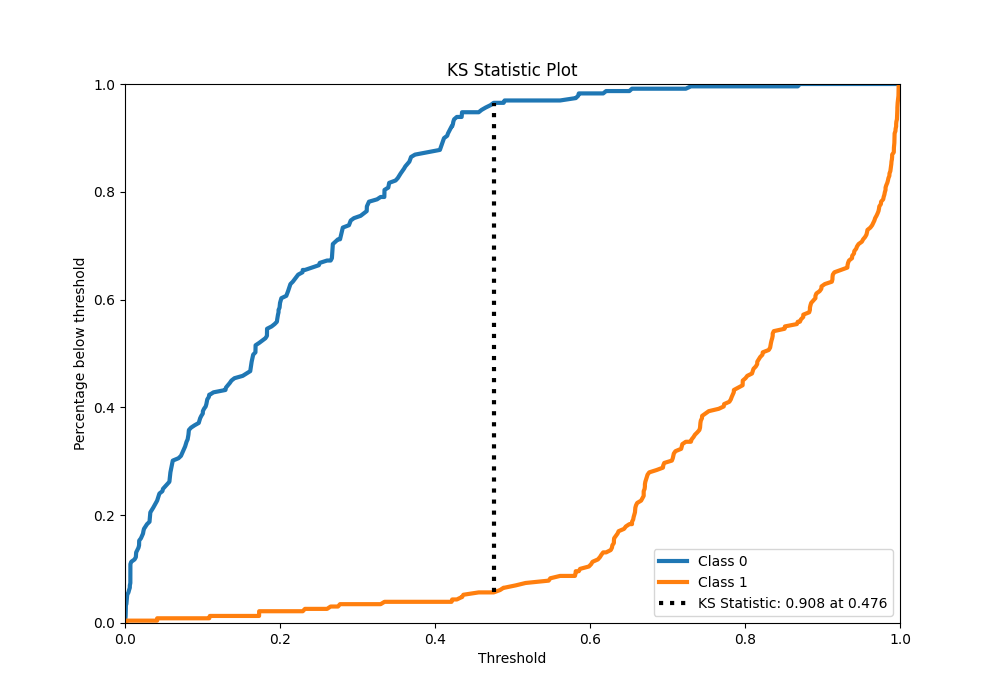 KS Statistic Plot
Percentage below threshold
1.0
0.8
0.6
0.4
0.2
0.0
0.0 0.2 0.4 0.6 0.8 1.0
Threshold
Class 0
Class 1
KS Statistic: 0.908 at 0.476